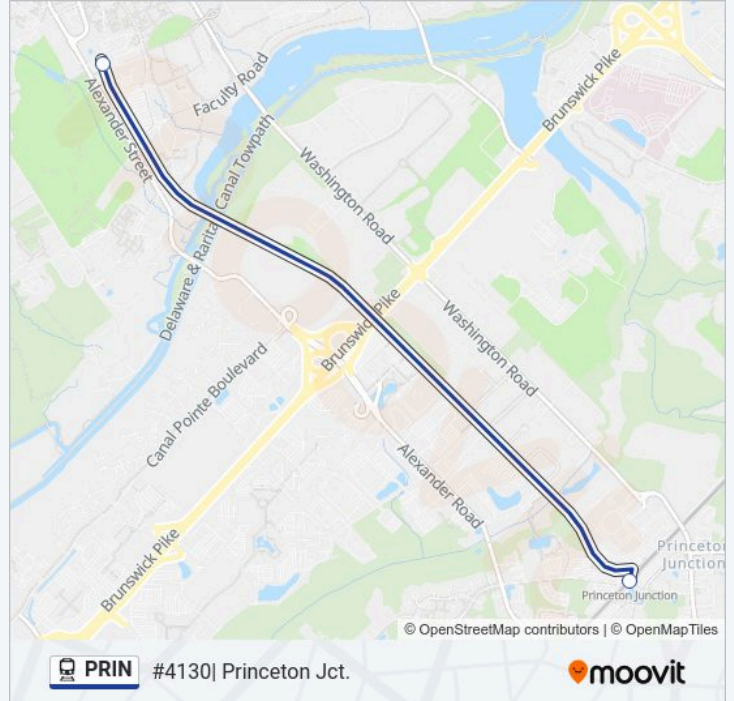 Faculty Road
Brunswick Pike
Alexander Street
Washington Road
Delaware & Raritan Canal Towpath
Brunswick Pike
Washington Road
Canal Pointe Boulevard
Alexander Road
Brunswick Pike
Princeton
Junction
Princeton Junction
© OpenStreetMap contributors | © OpenMapTiles
PRIN #4130| Princeton Jct.
moovit